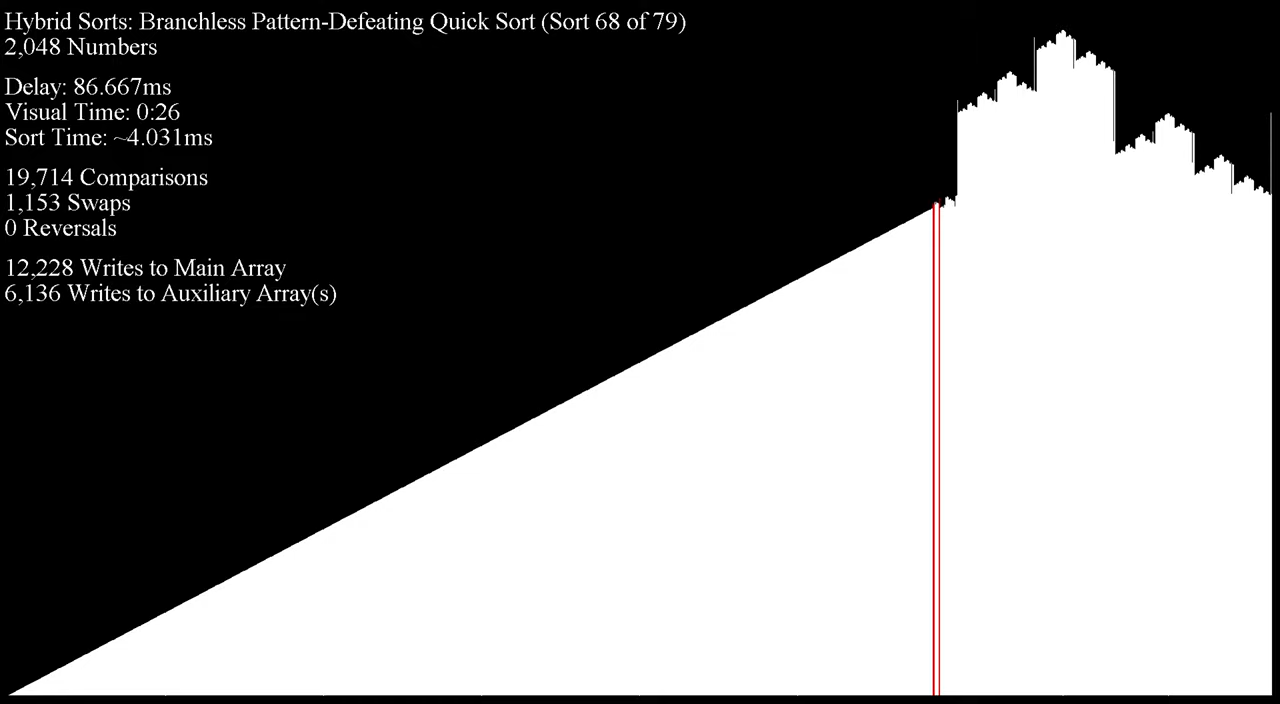 Hybrid Sorts: Branchless Pattern-Defeating Quick Sort (Sort 68 of 79)
2,048 Numbers
Delay: 86.667ms
Visual Time: 0:26
Sort Time: ~4.031ms
19,714 Comparisons
1,153 Swaps
0 Reversals
12,228 Writes to Main Array
6,136 Writes to Auxiliary Array(s)